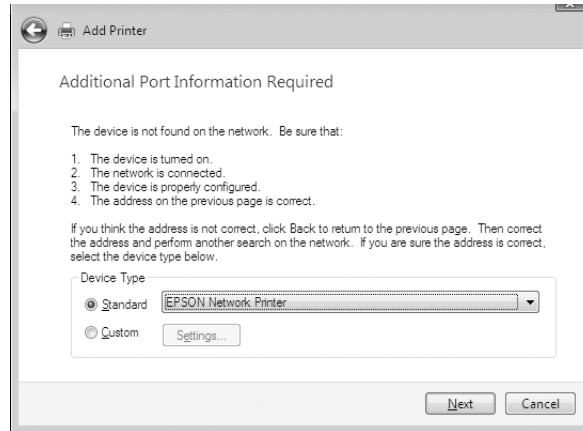 Add Printer
Additional Port Information Required
The device is not found on the network. Be sure that:
1. The device is turned on.
2. The network is connected.
3. The device is properly configured.
4. The address on the previous page is correct.
If you think the address is not correct, click Back to return to the previous page. Then correct
the address and perform another search on the network. If you are sure the address is correct,
select the device type below.
Device Type
Standard EPSON Network Printer
Custom Settings...
Next Cancel